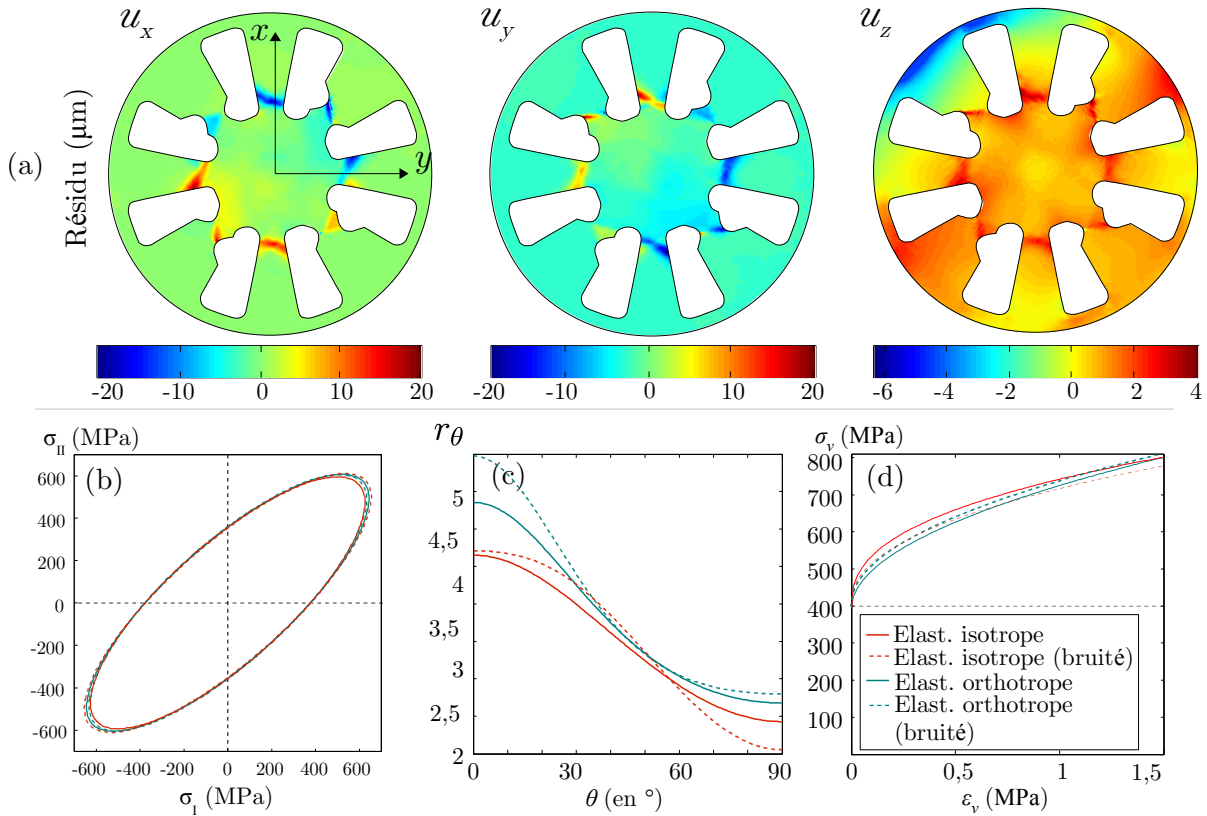 u_x
u_y
u_z
(a)
Résidu (µm)
x
y
-20 -10 0 10 20
-20 -10 0 10 20
-6 -4 -2 0 2 4
σ_II (MPa)
(b)
600
400
200
0
-200
-400
-600
-600 -400 -200 0 200 400 600
σ_I (MPa)
r_θ
(c)
5
4,5
4
3,5
3
2,5
2
0 30 60 90
θ (en °)
σ_v (MPa)
(d)
800
700
600
500
400
300
200
100
Elast. isotrope
Elast. isotrope (bruité)
Elast. orthotrope
Elast. orthotrope
(bruité)
0 0,5 1 1,5
ε_v (MPa)